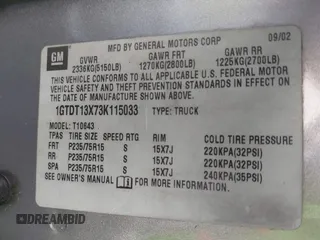 09/02
GM
MFD BY GENERAL MOTORS CORP
GVWR GAWR FRT GAWR RR
2336KG(5150LB) 1270KG(2800LB) 1225KG(2700LB)
THIS VEHICLE CONFORMS TO ALL APPLICABLE U.S. FEDERAL MOTOR
VEHICLE SAFETY AND THEFT PREVENTION STANDARDS IN EFFECT ON
THE DATE OF MANUFACTURE SHOWN ABOVE.
1GTDT13X73K115033 TYPE: TRUCK
MODEL: T10643
TPAS TIRE SIZE SPEED RTG RIM COLD TIRE PRESSURE
FRT P235/75R15 S 15X7J 220KPA(32PSI)
RR P235/75R15 S 15X7J 220KPA(32PSI)
SPA P235/75R15 S 15X7J 240KPA(35PSI)
SEE OWNER'S MANUAL FOR ADDITIONAL INFORMATION.
DREAMBID